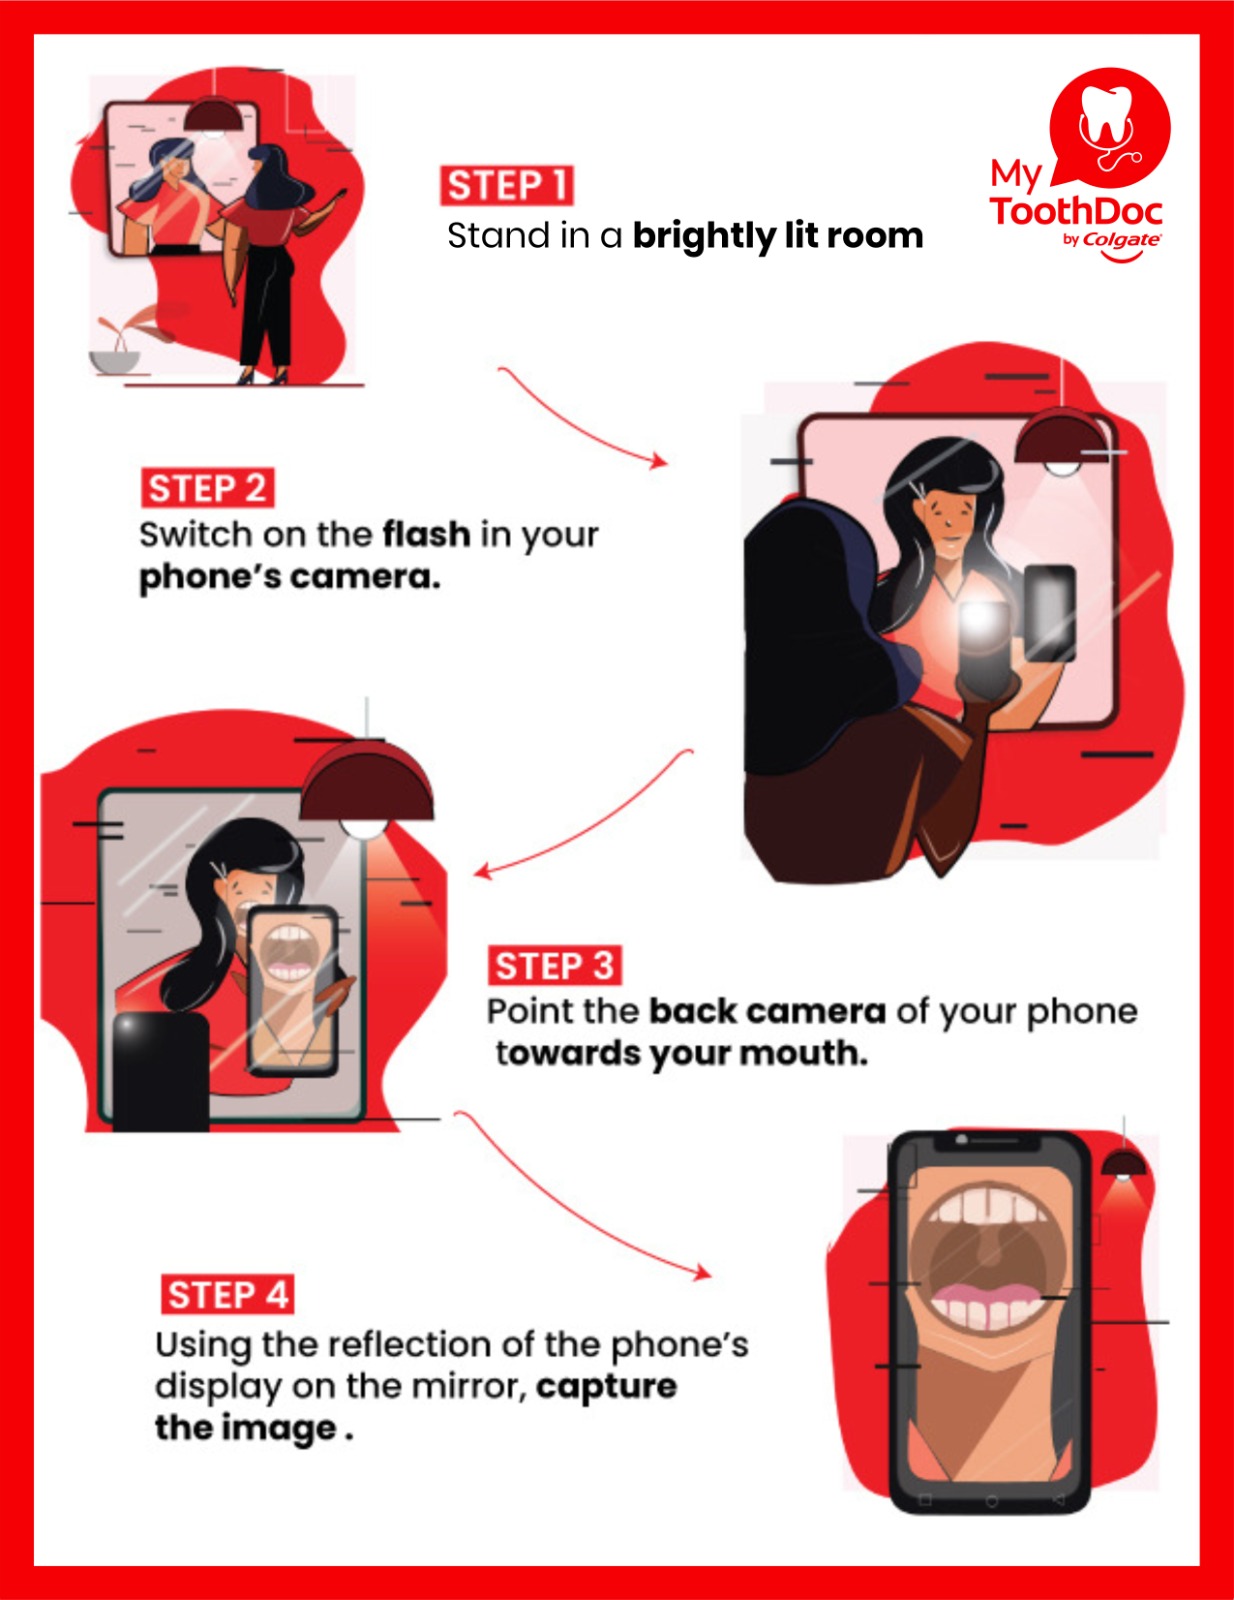 My
ToothDoc
by Colgate
STEP 1
Stand in a brightly lit room
STEP 2
Switch on the flash in your
phone's camera.
STEP 3
Point the back camera of your phone
towards your mouth.
STEP 4
Using the reflection of the phone's
display on the mirror, capture
the image .